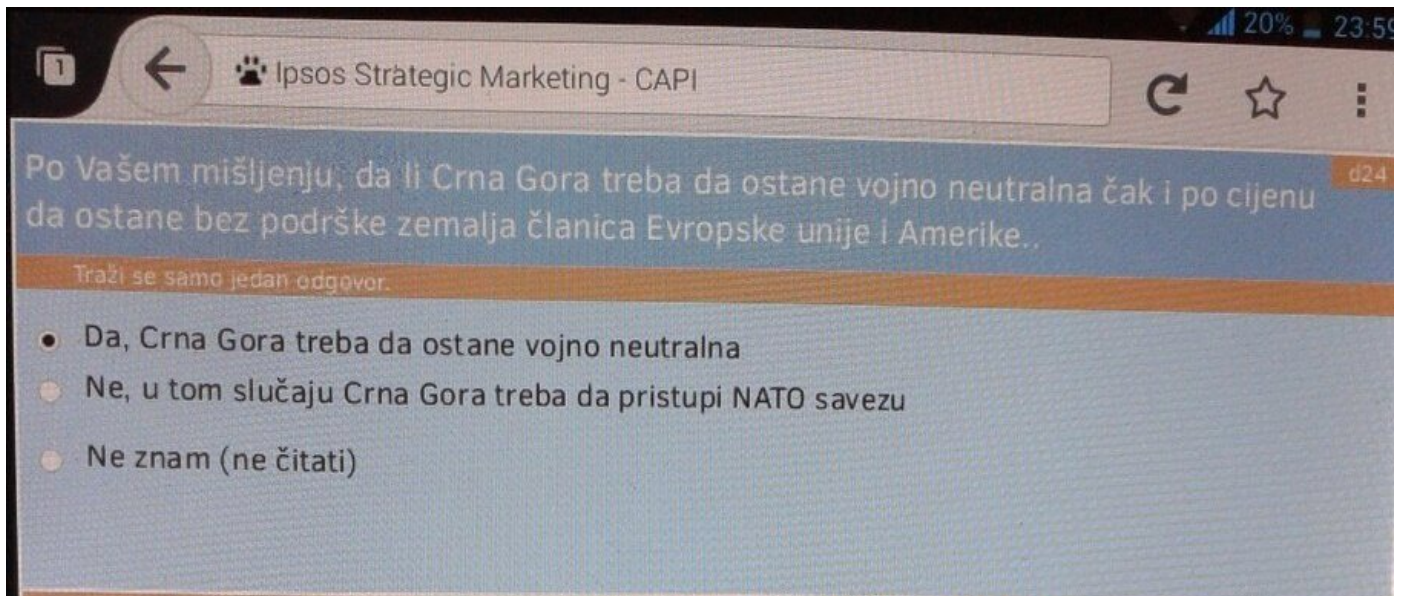 20% 23:59
1
Ipsos Strategic Marketing - CAPI
d24
Po Vašem mišljenju, da li Crna Gora treba da ostane vojno neutralna čak i po cijenu
da ostane bez podrške zemalja članica Evropske unije i Amerike..
Traži se samo jedan odgovor.
Da, Crna Gora treba da ostane vojno neutralna
Ne, u tom slučaju Crna Gora treba da pristupi NATO savezu
Ne znam (ne čitati)